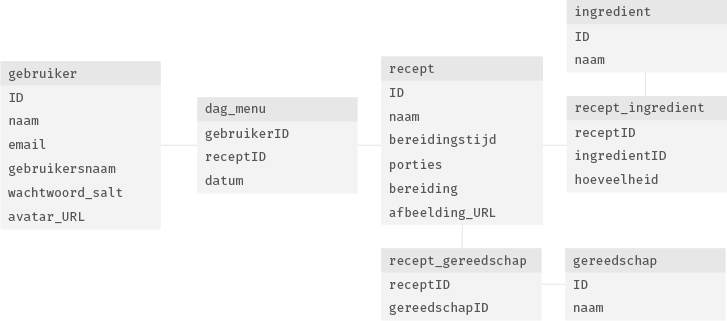 gebruiker
ID
naam
email
gebruikersnaam
wachtwoord_salt
avatar_URL
dag_menu
gebruikerID
receptID
datum
recept
ID
naam
bereidingstijd
porties
bereiding
afbeelding_URL
ingredient
ID
naam
recept_ingredient
receptID
ingredientID
hoeveelheid
recept_gereedschap
receptID
gereedschapID
gereedschap
ID
naam